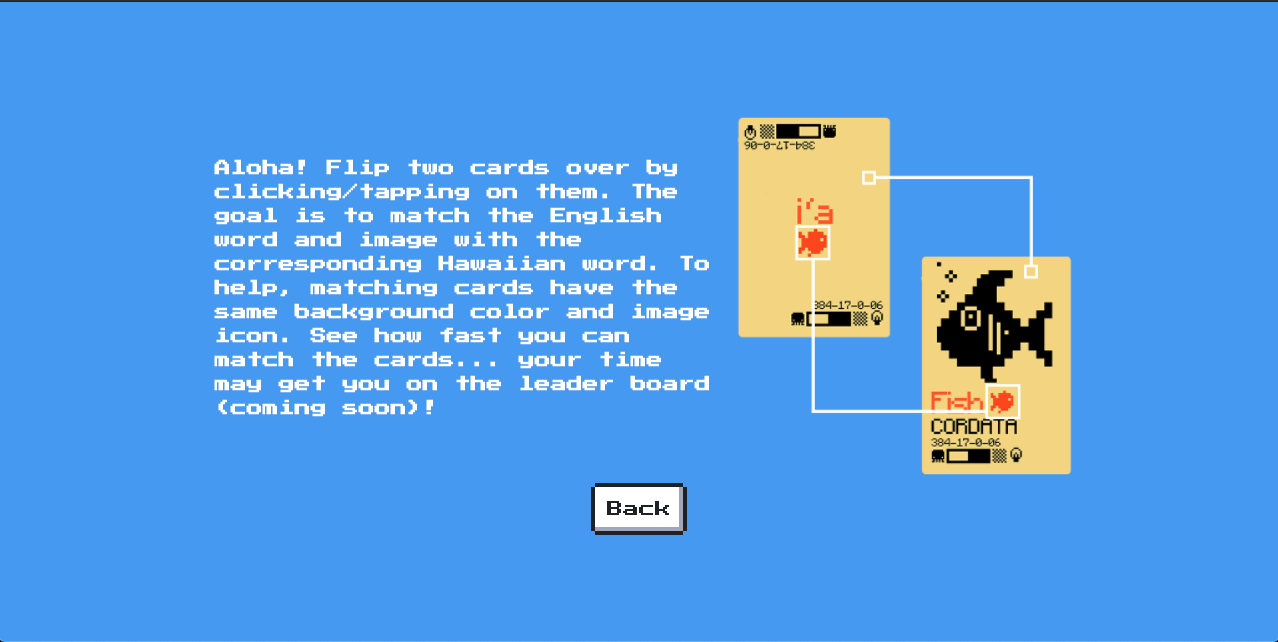 Aloha! Flip two cards over by
clicking/tapping on them. The
goal is to match the English
word and image with the
corresponding Hawaiian word. To
help, matching cards have the
same background color and image
icon. See how fast you can
match the cards... your time
may get you on the leader board
(coming soon)!
384-17-0-06
i'a
384-17-0-06
Fish
CORDATA
384-17-0-06
Back